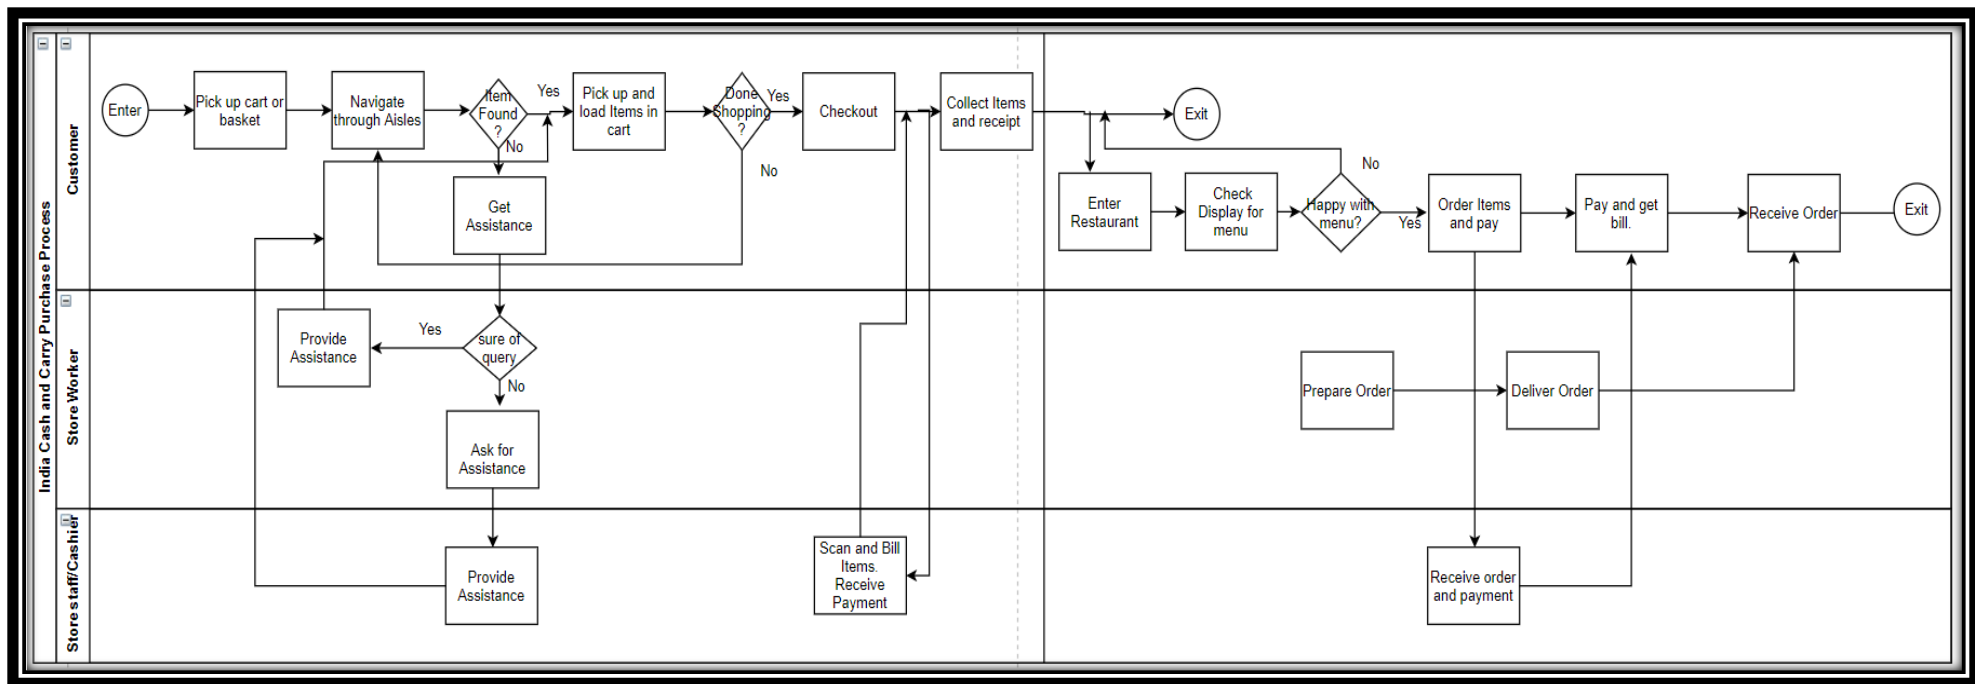 India Cash and Carry Purchase Process
Customer
Enter
Pick up cart or
basket
Navigate
through Aisles
Item
Found
?
Yes
No
Get
Assistance
Pick up and
load Items in
cart
Done
Shopping
?
Yes
No
Checkout
Collect Items
and receipt
Exit
Enter
Restaurant
Check
Display for
menu
Happy with
menu?
No
Yes
Order Items
and pay
Pay and get
bill.
Receive Order
Exit
Store Worker
Provide
Assistance
Yes
sure of
query
No
Ask for
Assistance
Prepare Order
Deliver Order
Store staff/Cashier
Provide
Assistance
Scan and Bill
Items.
Receive
Payment
Receive order
and payment